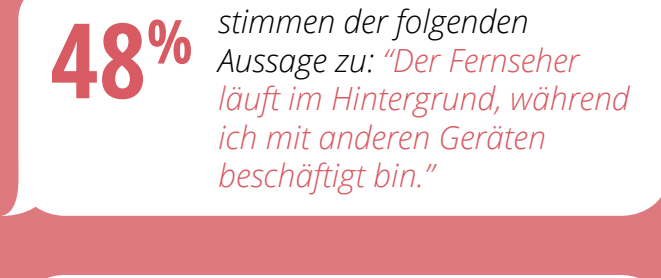 48%
stimmen der folgenden
Aussage zu: “Der Fernseher
läuft im Hintergrund, während
ich mit anderen Geräten
beschäftigt bin.”